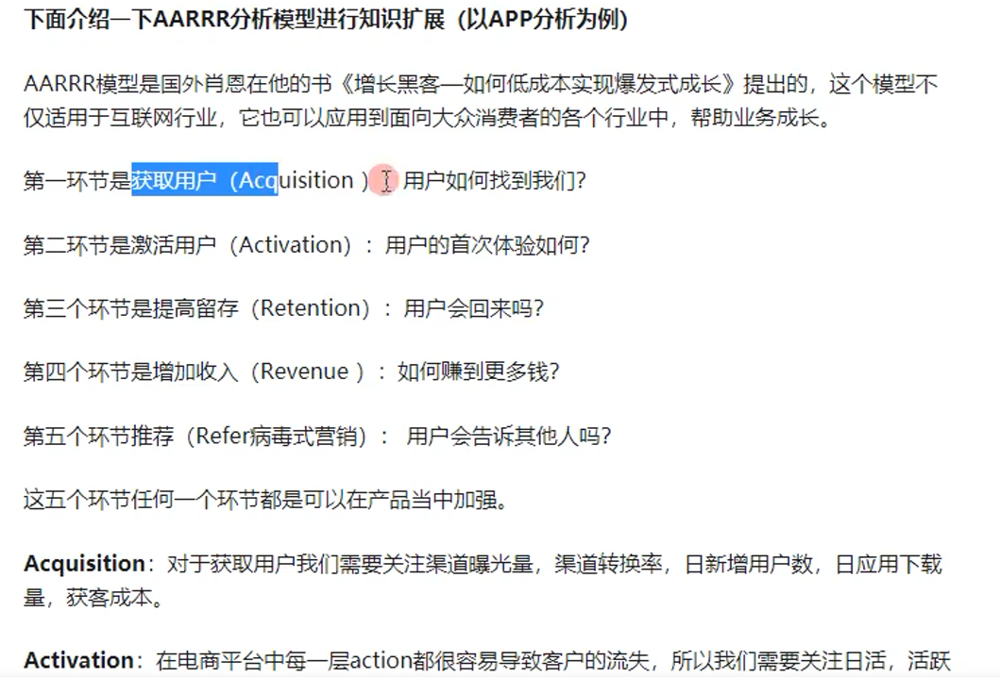 下面介绍一下AARRR分析模型进行知识扩展（以APP分析为例）
AARRR模型是国外肖恩在他的书《增长黑客—如何低成本实现爆发式成长》提出的，这个模型不
仅适用于互联网行业，它也可以应用到面向大众消费者的各个行业中，帮助业务成长。
第一环节是获取用户（Acquisition ） 用户如何找到我们？
第二环节是激活用户（Activation）：用户的首次体验如何？
第三个环节是提高留存（Retention）：用户会回来吗？
第四个环节是增加收入（Revenue ）：如何赚到更多钱？
第五个环节推荐（Refer病毒式营销）： 用户会告诉其他人吗？
这五个环节任何一个环节都是可以在产品当中加强。
Acquisition：对于获取用户我们需要关注渠道曝光量，渠道转换率，日新增用户数，日应用下载
量，获客成本。
Activation：在电商平台中每一层action都很容易导致客户的流失，所以我们需要关注日活，活跃